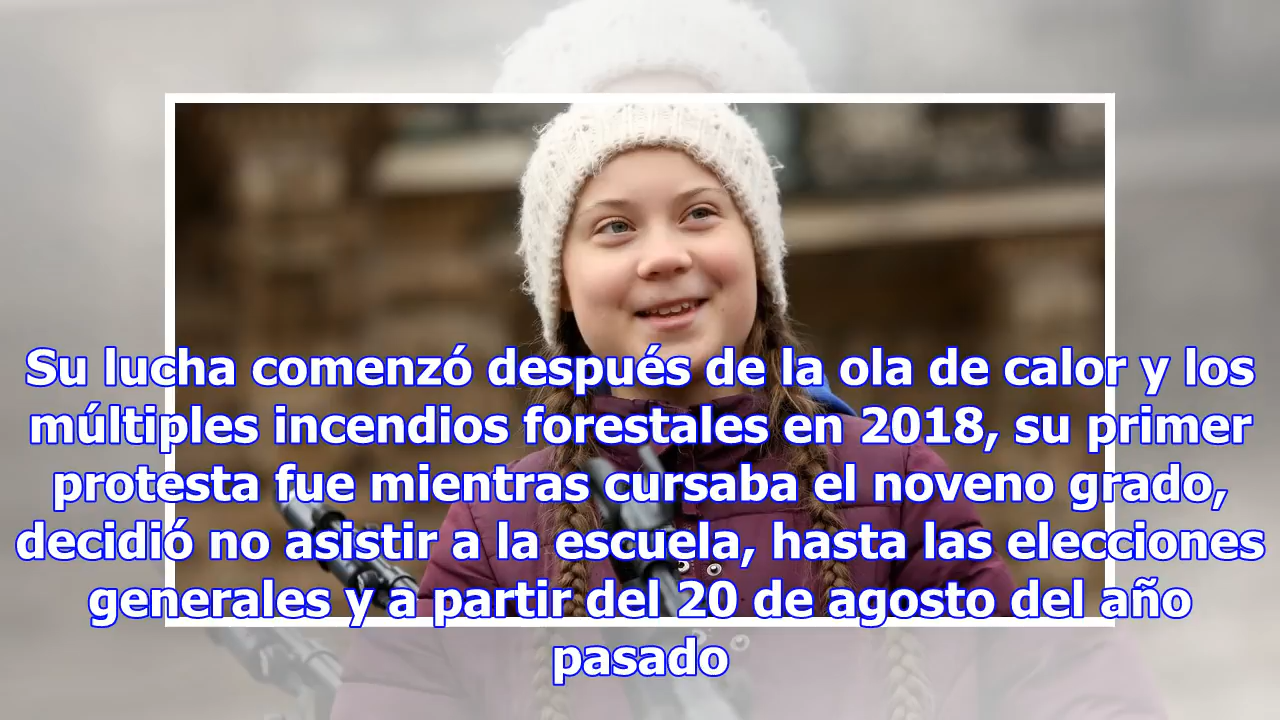 Su lucha comenzó después de la ola de calor y los
múltiples incendios forestales en 2018, su primer
protesta fue mientras cursaba el noveno grado,
decidió no asistir a la escuela, hasta las elecciones
generales y a partir del 20 de agosto del año
pasado